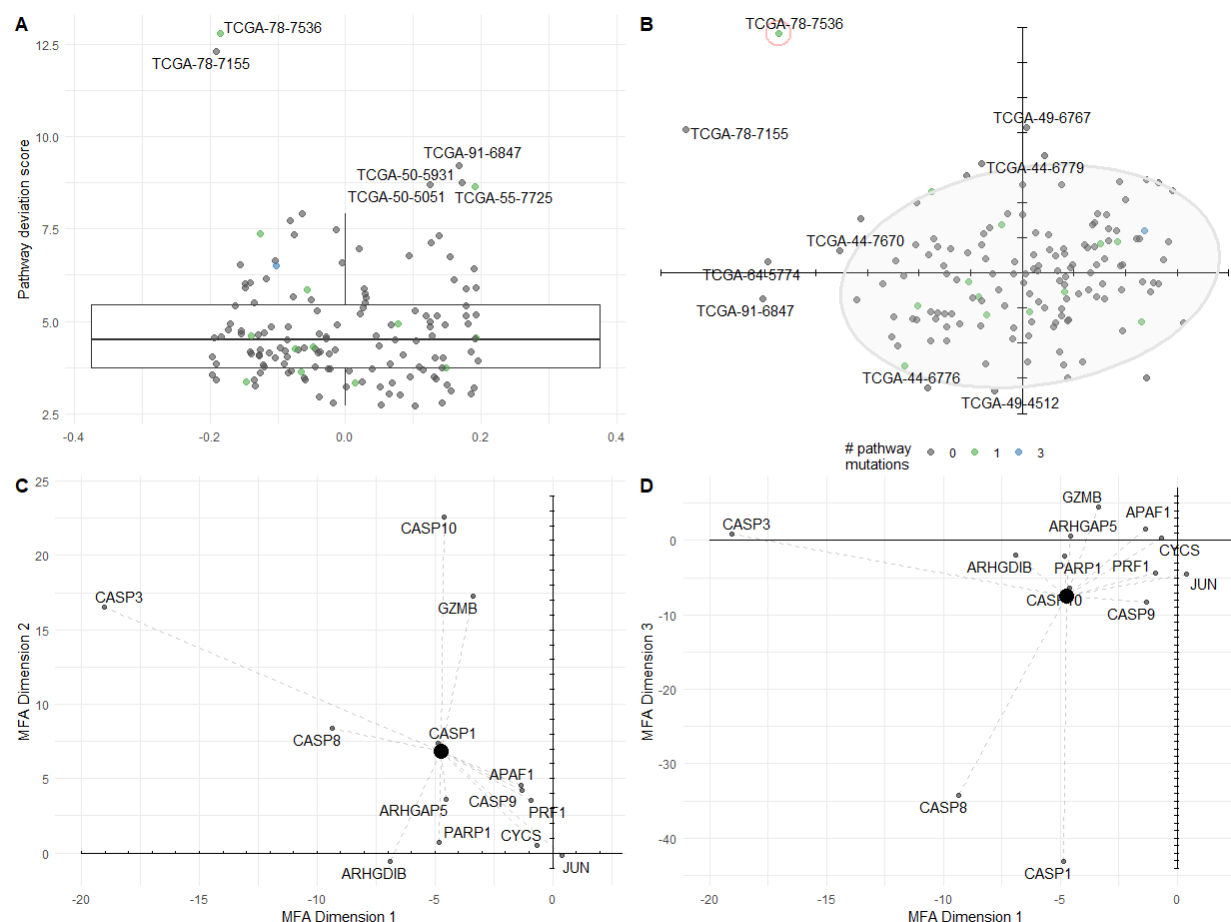 A
TCGA-78-7536
12.5
TCGA-78-7155
10.0
TCGA-91-6847
TCGA-50-5931
TCGA-50-5051
TCGA-55-7725
7.5
5.0
2.5
Pathway deviation score
-0.4
-0.2
0.0
0.2
0.4
B
TCGA-78-7536
TCGA-49-6767
TCGA-78-7155
TCGA-44-6779
TCGA-44-7670
TCGA-64-5774
TCGA-91-6847
TCGA-44-6776
TCGA-49-4512
# pathway
mutations
0
1
3
C
25
20
15
10
5
0
MFA Dimension 2
CASP10
CASP3
GZMB
CASP1
CASP8
APAF1
CASP9
ARHGAP5
PRF1
PARP1
CYCS
ARHGDIB
JUN
-20
-15
-10
-5
0
MFA Dimension 1
D
GZMB
APAF1
CASP3
ARHGAP5
CYCS
ARHGDIB
PARP1
PRF1
JUN
CASP10
CASP9
CASP8
CASP1
0
-10
-20
-30
-40
MFA Dimension 3
-20
-15
-10
-5
0
MFA Dimension 1